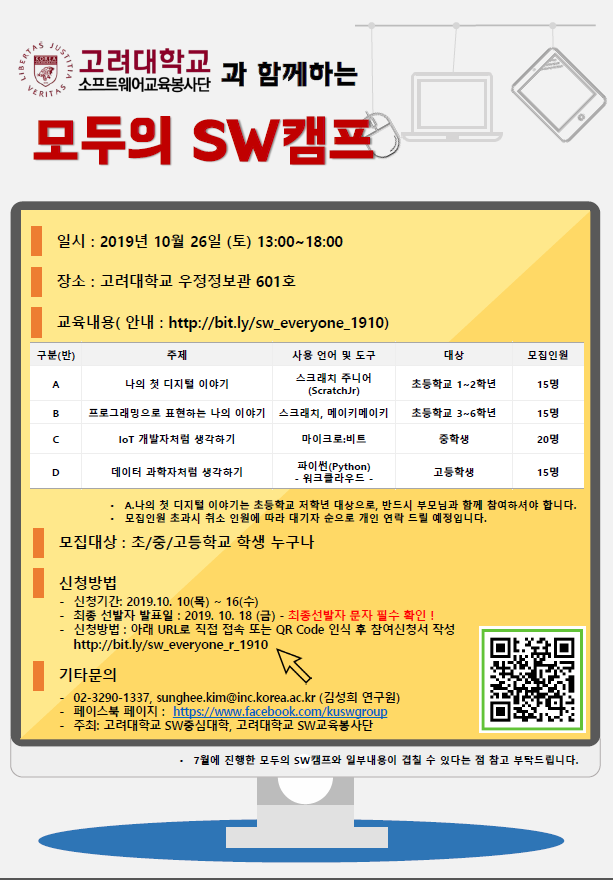 LIBERTAS JUSTITIA VERITAS
KOREA
고려대학교
소프트웨어교육봉사단
과 함께하는
모두의 SW캠프
일시 : 2019년 10월 26일 (토) 13:00~18:00
장소 : 고려대학교 우정정보관 601호
교육내용( 안내 : http://bit.ly/sw_everyone_1910)
구분(반) 주제 사용 언어 및 도구 대상 모집인원
A 나의 첫 디지털 이야기 스크래치 주니어 (ScratchJr) 초등학교 1~2학년 15명
B 프로그래밍으로 표현하는 나의 이야기 스크래치, 메이키메이키 초등학교 3~6학년 15명
C IoT 개발자처럼 생각하기 마이크로:비트 중학생 20명
D 데이터 과학자처럼 생각하기 파이썬(Python) - 워크클라우드 - 고등학생 15명
• A.나의 첫 디지털 이야기는 초등학교 저학년 대상으로, 반드시 부모님과 함께 참여하셔야 합니다.
• 모집인원 초과시 취소 인원에 따라 대기자 순으로 개인 연락 드릴 예정입니다.
모집대상 : 초/중/고등학교 학생 누구나
신청방법
- 신청기간: 2019.10. 10(목) ~ 16(수)
- 최종 선발자 발표일 : 2019. 10. 18 (금) - 최종선발자 문자 필수 확인 !
- 신청방법 : 아래 URL로 직접 접속 또는 QR Code 인식 후 참여신청서 작성
http://bit.ly/sw_everyone_r_1910
기타문의
- 02-3290-1337, sunghee.kim@inc.korea.ac.kr (김성희 연구원)
- 페이스북 페이지 : https://www.facebook.com/kuswgroup
- 주최: 고려대학교 SW중심대학, 고려대학교 SW교육봉사단
• 7월에 진행한 모두의 SW캠프와 일부내용이 겹칠 수 있다는 점 참고 부탁드립니다.